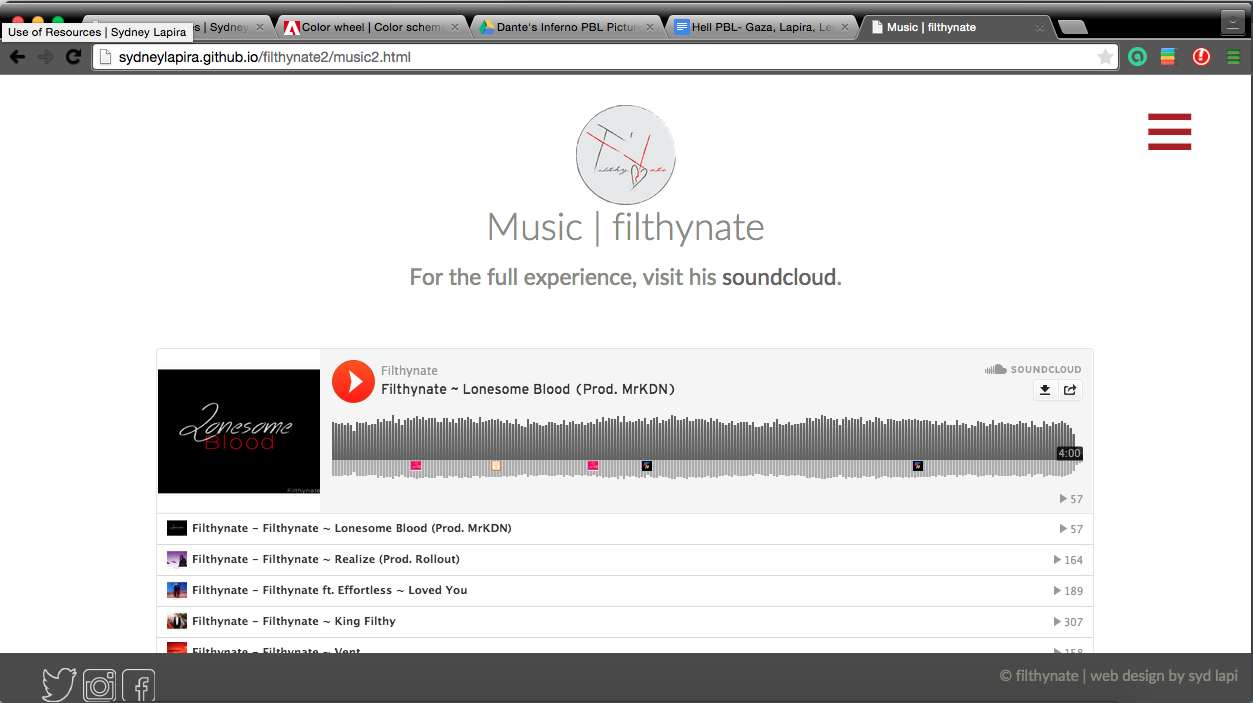 s | Sydney
Color wheel | Color scheme
Dante's Inferno PBL Pictur
Hell PBL- Gaza, Lapira, Le
Music | filthynate
Use of Resources | Sydney Lapira
sydneylapira.github.io/filthynate2/music2.html
Filthy nate
Music | filthynate
For the full experience, visit his soundcloud.
Filthynate
SOUNDCLOUD
Filthynate ~ Lonesome Blood (Prod. MrKDN)
Lonesome
Blood
Filthynate
4:00
57
Filthynate - Filthynate ~ Lonesome Blood (Prod. MrKDN) 57
Filthynate - Filthynate ~ Realize (Prod. Rollout) 164
Filthynate - Filthynate ft. Effortless ~ Loved You 189
Filthynate - Filthynate ~ King Filthy 307
Filthynate - Filthynate ~ Vent 158
© filthynate | web design by syd lapi